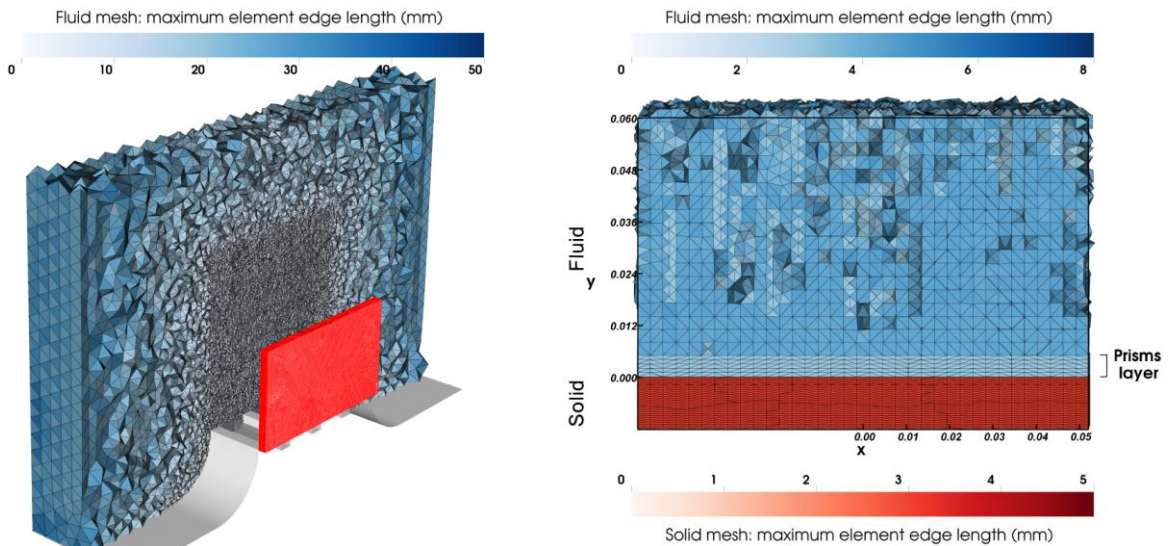 Fluid mesh: maximum element edge length (mm)
0 10 20 30 40 50
Fluid mesh: maximum element edge length (mm)
0 2 4 6 8
0.060
0.048
0.036
0.024
0.012
0.000
Fluid
y
Solid
Prisms
layer
0.00 0.01 0.02 0.03 0.04 0.05
x
0 1 2 3 4 5
Solid mesh: maximum element edge length (mm)